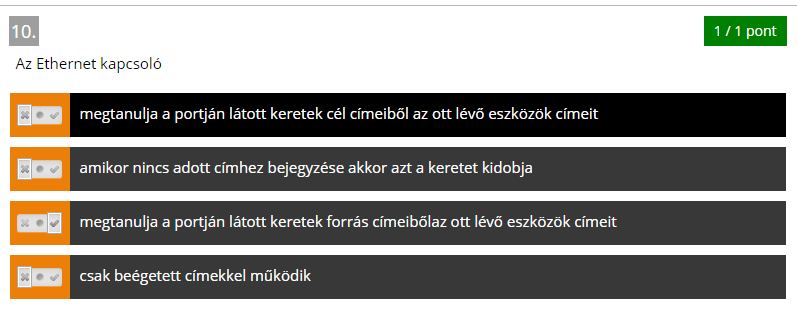 10.
1 / 1 pont
Az Ethernet kapcsoló
megtanulja a portján látott keretek cél címeiből az ott lévő eszközök címeit
amikor nincs adott címhez bejegyzése akkor azt a keretet kidobja
megtanulja a portján látott keretek forrás címeibőlaz ott lévő eszközök címeit
csak beégetett címekkel működik